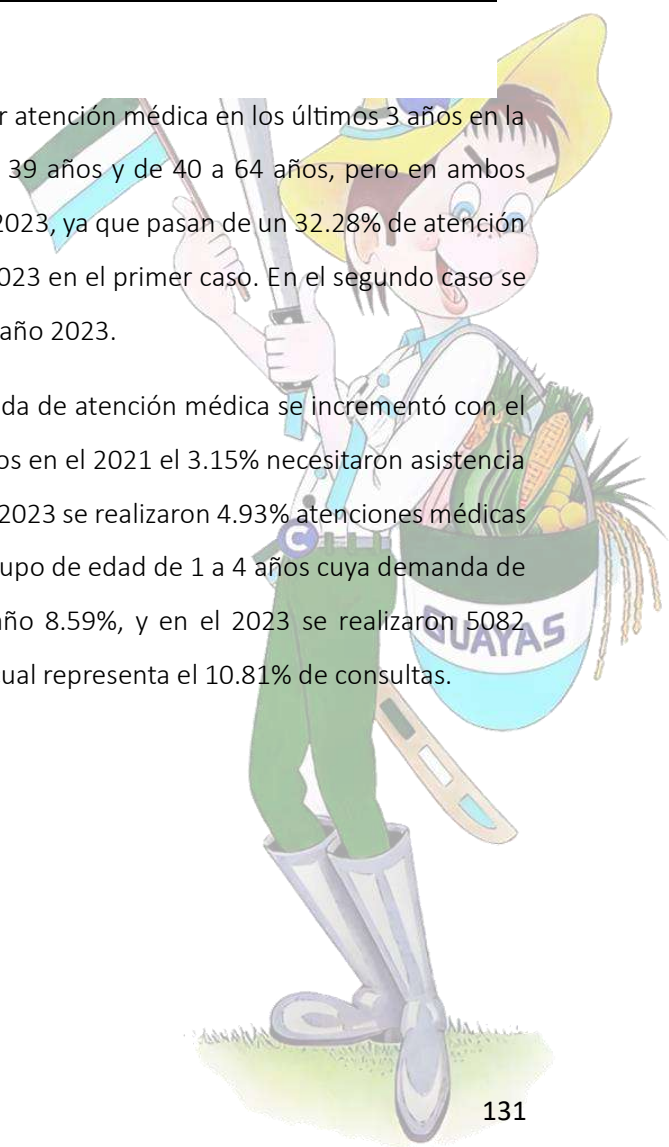 r atención médica en los últimos 3 años en la
39 años y de 40 a 64 años, pero en ambos
2023, ya que pasan de un 32.28% de atención
023 en el primer caso. En el segundo caso se
año 2023.
da de atención médica se incrementó con el
os en el 2021 el 3.15% necesitaron asistencia
2023 se realizaron 4.93% atenciones médicas
upo de edad de 1 a 4 años cuya demanda de
año 8.59%, y en el 2023 se realizaron 5082
ual representa el 10.81% de consultas.
C
GUAYAS
131